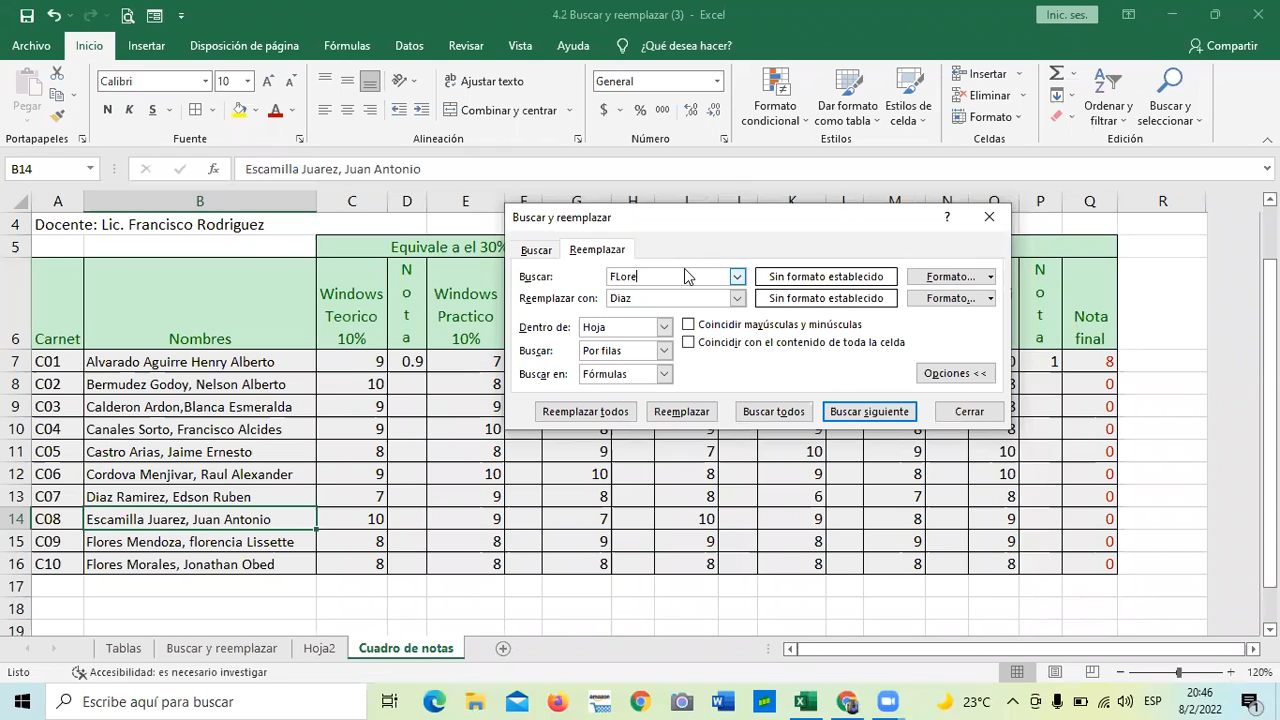 4.2 Buscar y reemplazar (3) - Excel
Inic. ses.
Archivo Inicio Insertar Disposición de página Fórmulas Datos Revisar Vista Ayuda ¿Qué desea hacer? Compartir
Pegar
Calibri 10
N K S
Ajustar texto
Combinar y centrar
General
$ % 000
Formato condicional
Dar formato como tabla
Estilos de celda
Insertar
Eliminar
Formato
Ordenar y filtrar
Buscar y seleccionar
Portapapeles Fuente Alineación Número Estilos Celdas Edición
B14 fx Escamilla Juarez, Juan Antonio
A B C D E F G H I J K L M N O P Q R
4 Docente: Lic. Francisco Rodriguez
5 Equivale a el 30%
6 Carnet Nombres Windows Teorico 10% Nota Windows Practico 10% Nota Nota final
7 C01 Alvarado Aguirre Henry Alberto 9 0.9 7 0 1 8
8 C02 Bermudez Godoy, Nelson Alberto 10 8 8 0
9 C03 Calderon Ardon,Blanca Esmeralda 9 9 8 0
10 C04 Canales Sorto, Francisco Alcides 9 10 8 9 9 8 8 0
11 C05 Castro Arias, Jaime Ernesto 8 8 9 7 10 9 10 0
12 C06 Cordova Menjivar, Raul Alexander 9 10 10 8 9 8 10 0
13 C07 Diaz Ramirez, Edson Ruben 7 9 8 8 6 7 8 0
14 C08 Escamilla Juarez, Juan Antonio 10 9 7 10 9 8 9 0
15 C09 Flores Mendoza, florencia Lissette 8 8 9 9 8 9 9 0
16 C10 Flores Morales, Jonathan Obed 8 8 8 8 8 8 8 0
17
18
19
Buscar y reemplazar ?
Buscar Reemplazar
Buscar: FLore Sin formato establecido Formato...
Reemplazar con: Diaz Sin formato establecido Formato...
Dentro de: Hoja Coincidir mayúsculas y minúsculas
Coincidir con el contenido de toda la celda
Buscar: Por filas
Buscar en: Fórmulas Opciones <<
Reemplazar todos Reemplazar Buscar todos Buscar siguiente Cerrar
Tablas Buscar y reemplazar Hoja2 Cuadro de notas
Listo Accesibilidad: es necesario investigar 120%
Escribe aquí para buscar
23°C ESP 20:46
8/2/2022